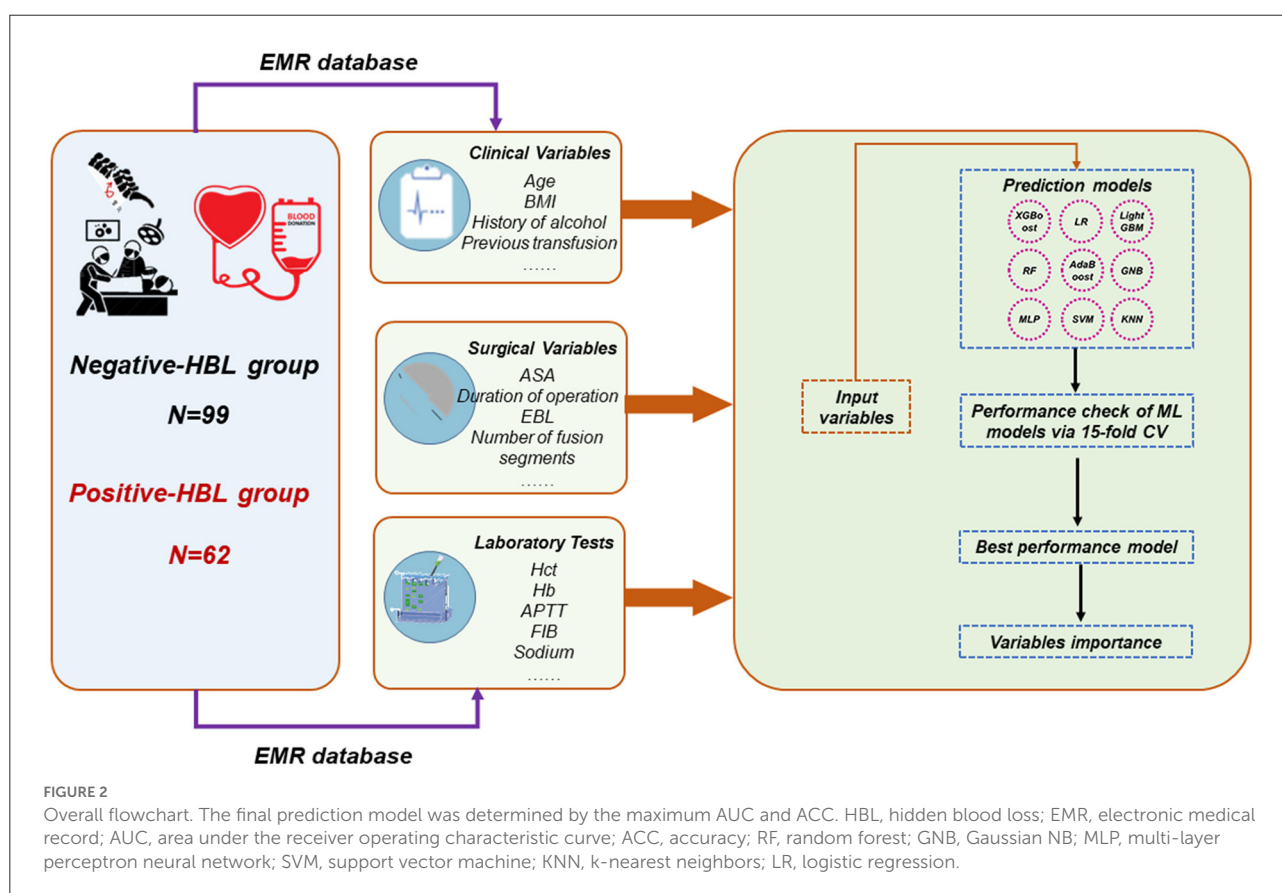 EMR database
BLOOD
DONATION
Negative-HBL group
N=99
Positive-HBL group
N=62
EMR database
Clinical Variables
Age
BMI
History of alcohol
Previous transfusion
……
Surgical Variables
ASA
Duration of operation
EBL
Number of fusion
segments
……
Laboratory Tests
Hct
Hb
APTT
FIB
Sodium
……
Input
variables
Prediction models
XGBo
ost
LR
Light
GBM
RF
AdaB
oost
GNB
MLP
SVM
KNN
Performance check of ML
models via 15-fold CV
Best performance model
Variables importance
FIGURE 2
Overall flowchart. The final prediction model was determined by the maximum AUC and ACC. HBL, hidden blood loss; EMR, electronic medical
record; AUC, area under the receiver operating characteristic curve; ACC, accuracy; RF, random forest; GNB, Gaussian NB; MLP, multi-layer
perceptron neural network; SVM, support vector machine; KNN, k-nearest neighbors; LR, logistic regression.